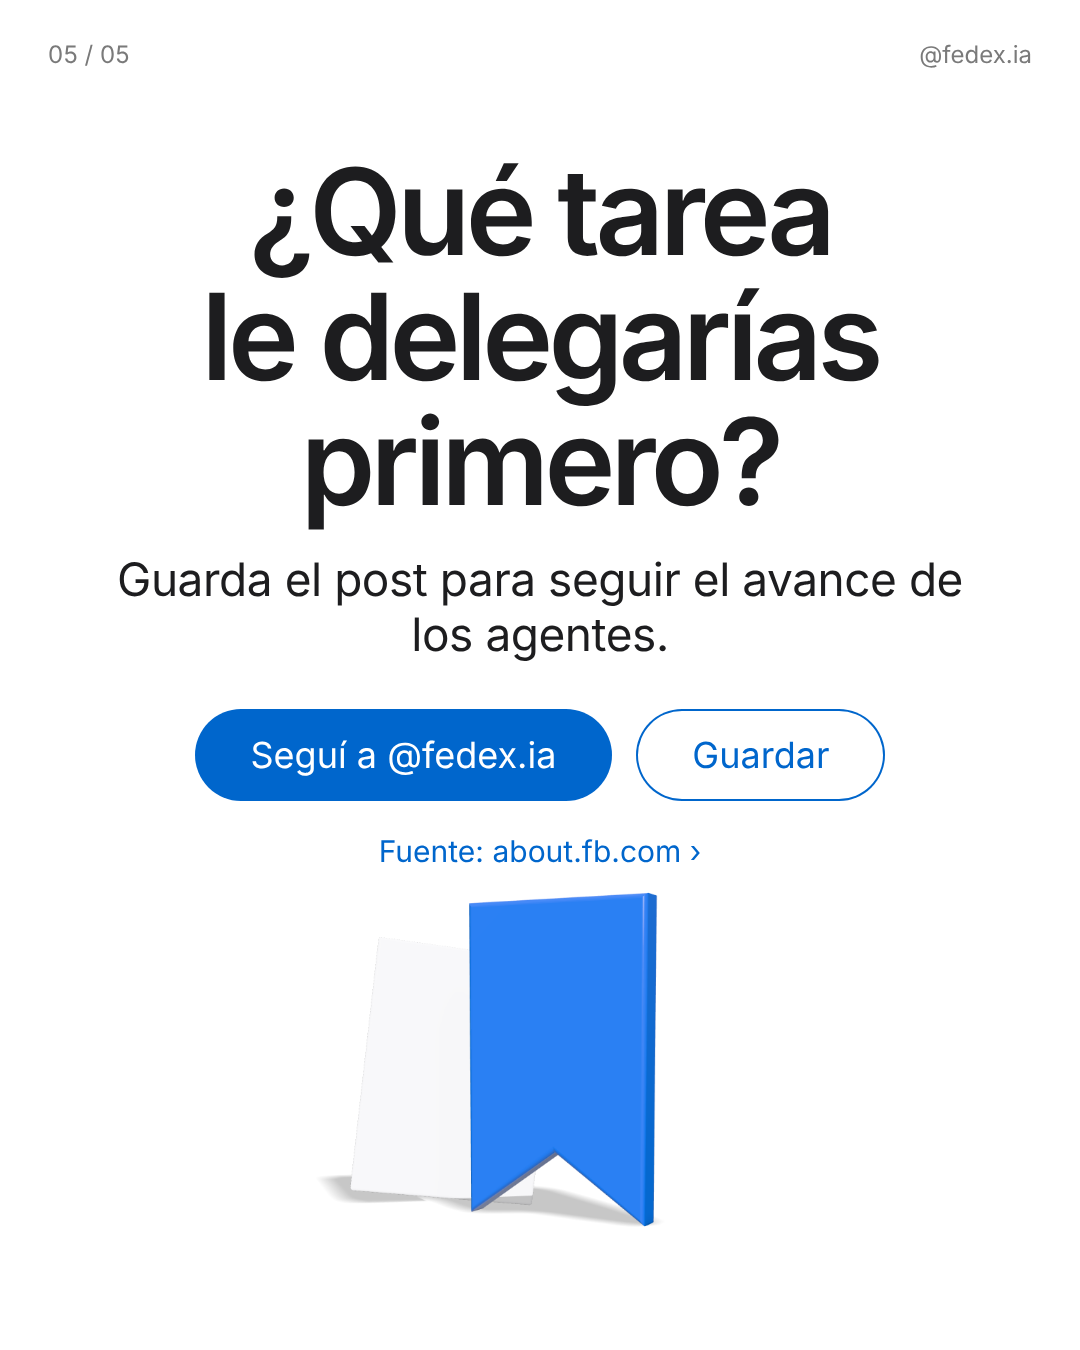 05 / 05
@fedex.ia
¿Qué tarea
le delegarías
primero?
Guarda el post para seguir el avance de
los agentes.
Seguí a @fedex.ia
Guardar
Fuente: about.fb.com ›